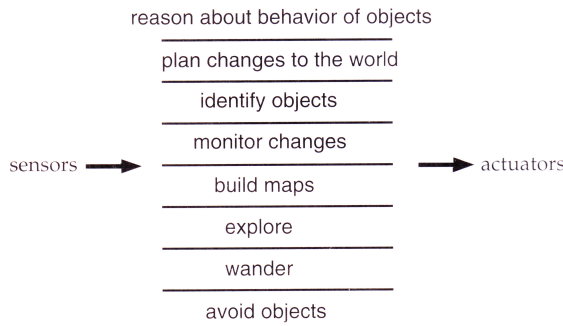 reason about behavior of objects
plan changes to the world
identify objects
monitor changes
sensors
actuators
build maps
explore
wander
avoid objects